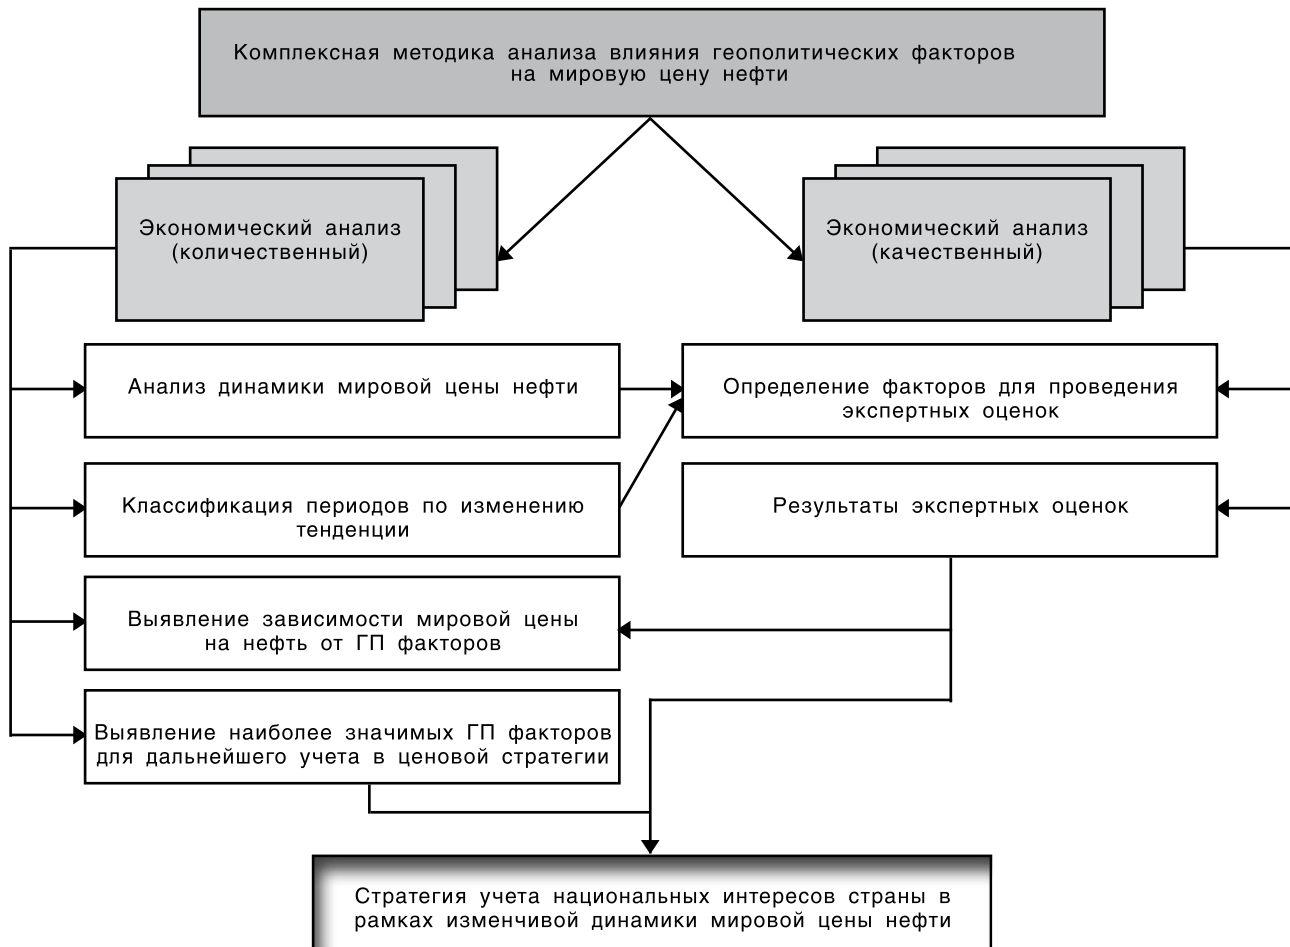 Комплексная методика анализа влияния геополитических факторов
на мировую цену нефти
Экономический анализ
(количественный)
Экономический анализ
(качественный)
Анализ динамики мировой цены нефти
Определение факторов для проведения
экспертных оценок
Классификация периодов по изменению
тенденции
Результаты экспертных оценок
Выявление зависимости мировой цены
на нефть от ГП факторов
Выявление наиболее значимых ГП факторов
для дальнейшего учета в ценовой стратегии
Стратегия учета национальных интересов страны в
рамках изменчивой динамики мировой цены нефти